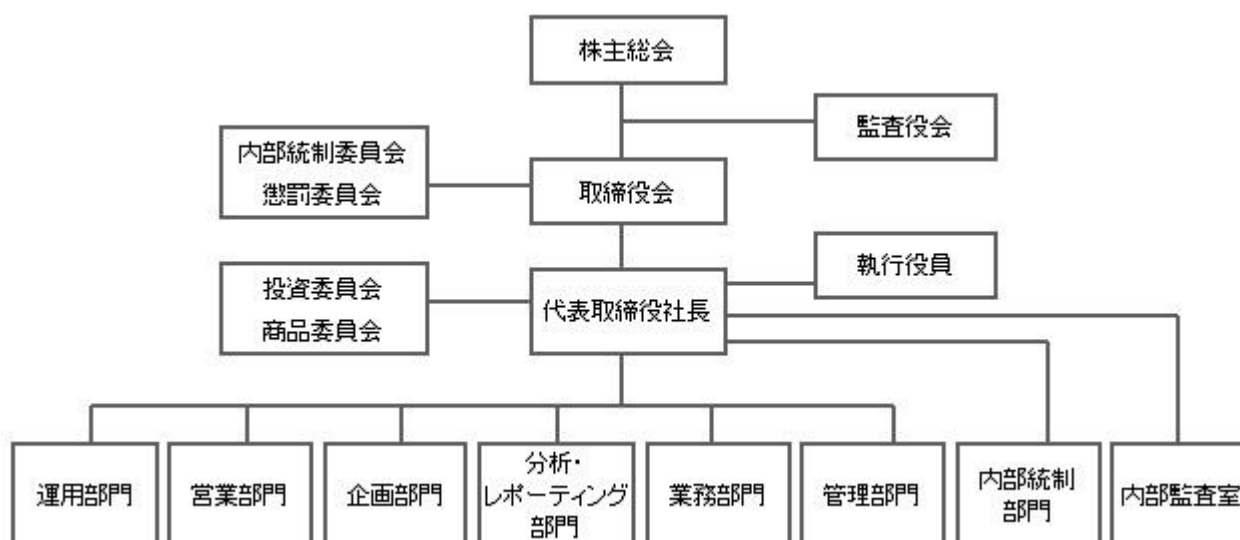 株主総会
監査役会
内部統制委員会
懲罰委員会
取締役会
執行役員
投資委員会
商品委員会
代表取締役社長
運用部門
営業部門
企画部門
分析・
レポーティング
部門
業務部門
管理部門
内部統制
部門
内部監査室